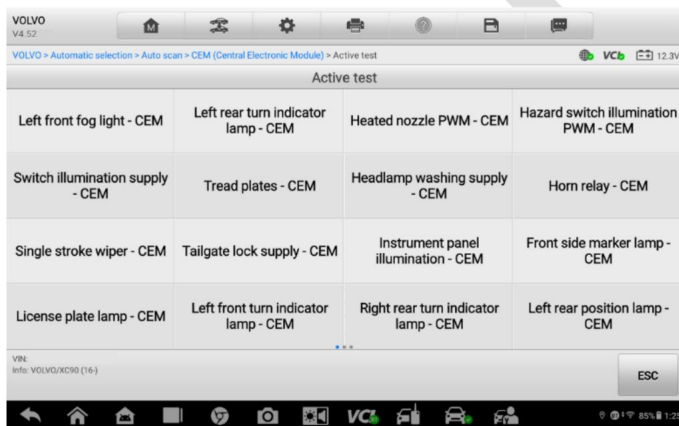 VOLVO
V4.52
VOLVO > Automatic selection > Auto scan > CEM (Central Electronic Module) > Active test
VCI
12.3V
Active test
Left front fog light - CEM
Left rear turn indicator
lamp - CEM
Heated nozzle PWM - CEM
Hazard switch illumination
PWM - CEM
Switch illumination supply
- CEM
Tread plates - CEM
Headlamp washing supply
- CEM
Horn relay - CEM
Single stroke wiper - CEM
Tailgate lock supply - CEM
Instrument panel
illumination - CEM
Front side marker lamp -
CEM
License plate lamp - CEM
Left front turn indicator
lamp - CEM
Right rear turn indicator
lamp - CEM
Left rear position lamp -
CEM
VIN:
Info: VOLVO/XC90 (16-)
ESC
VCI
85%
1:25